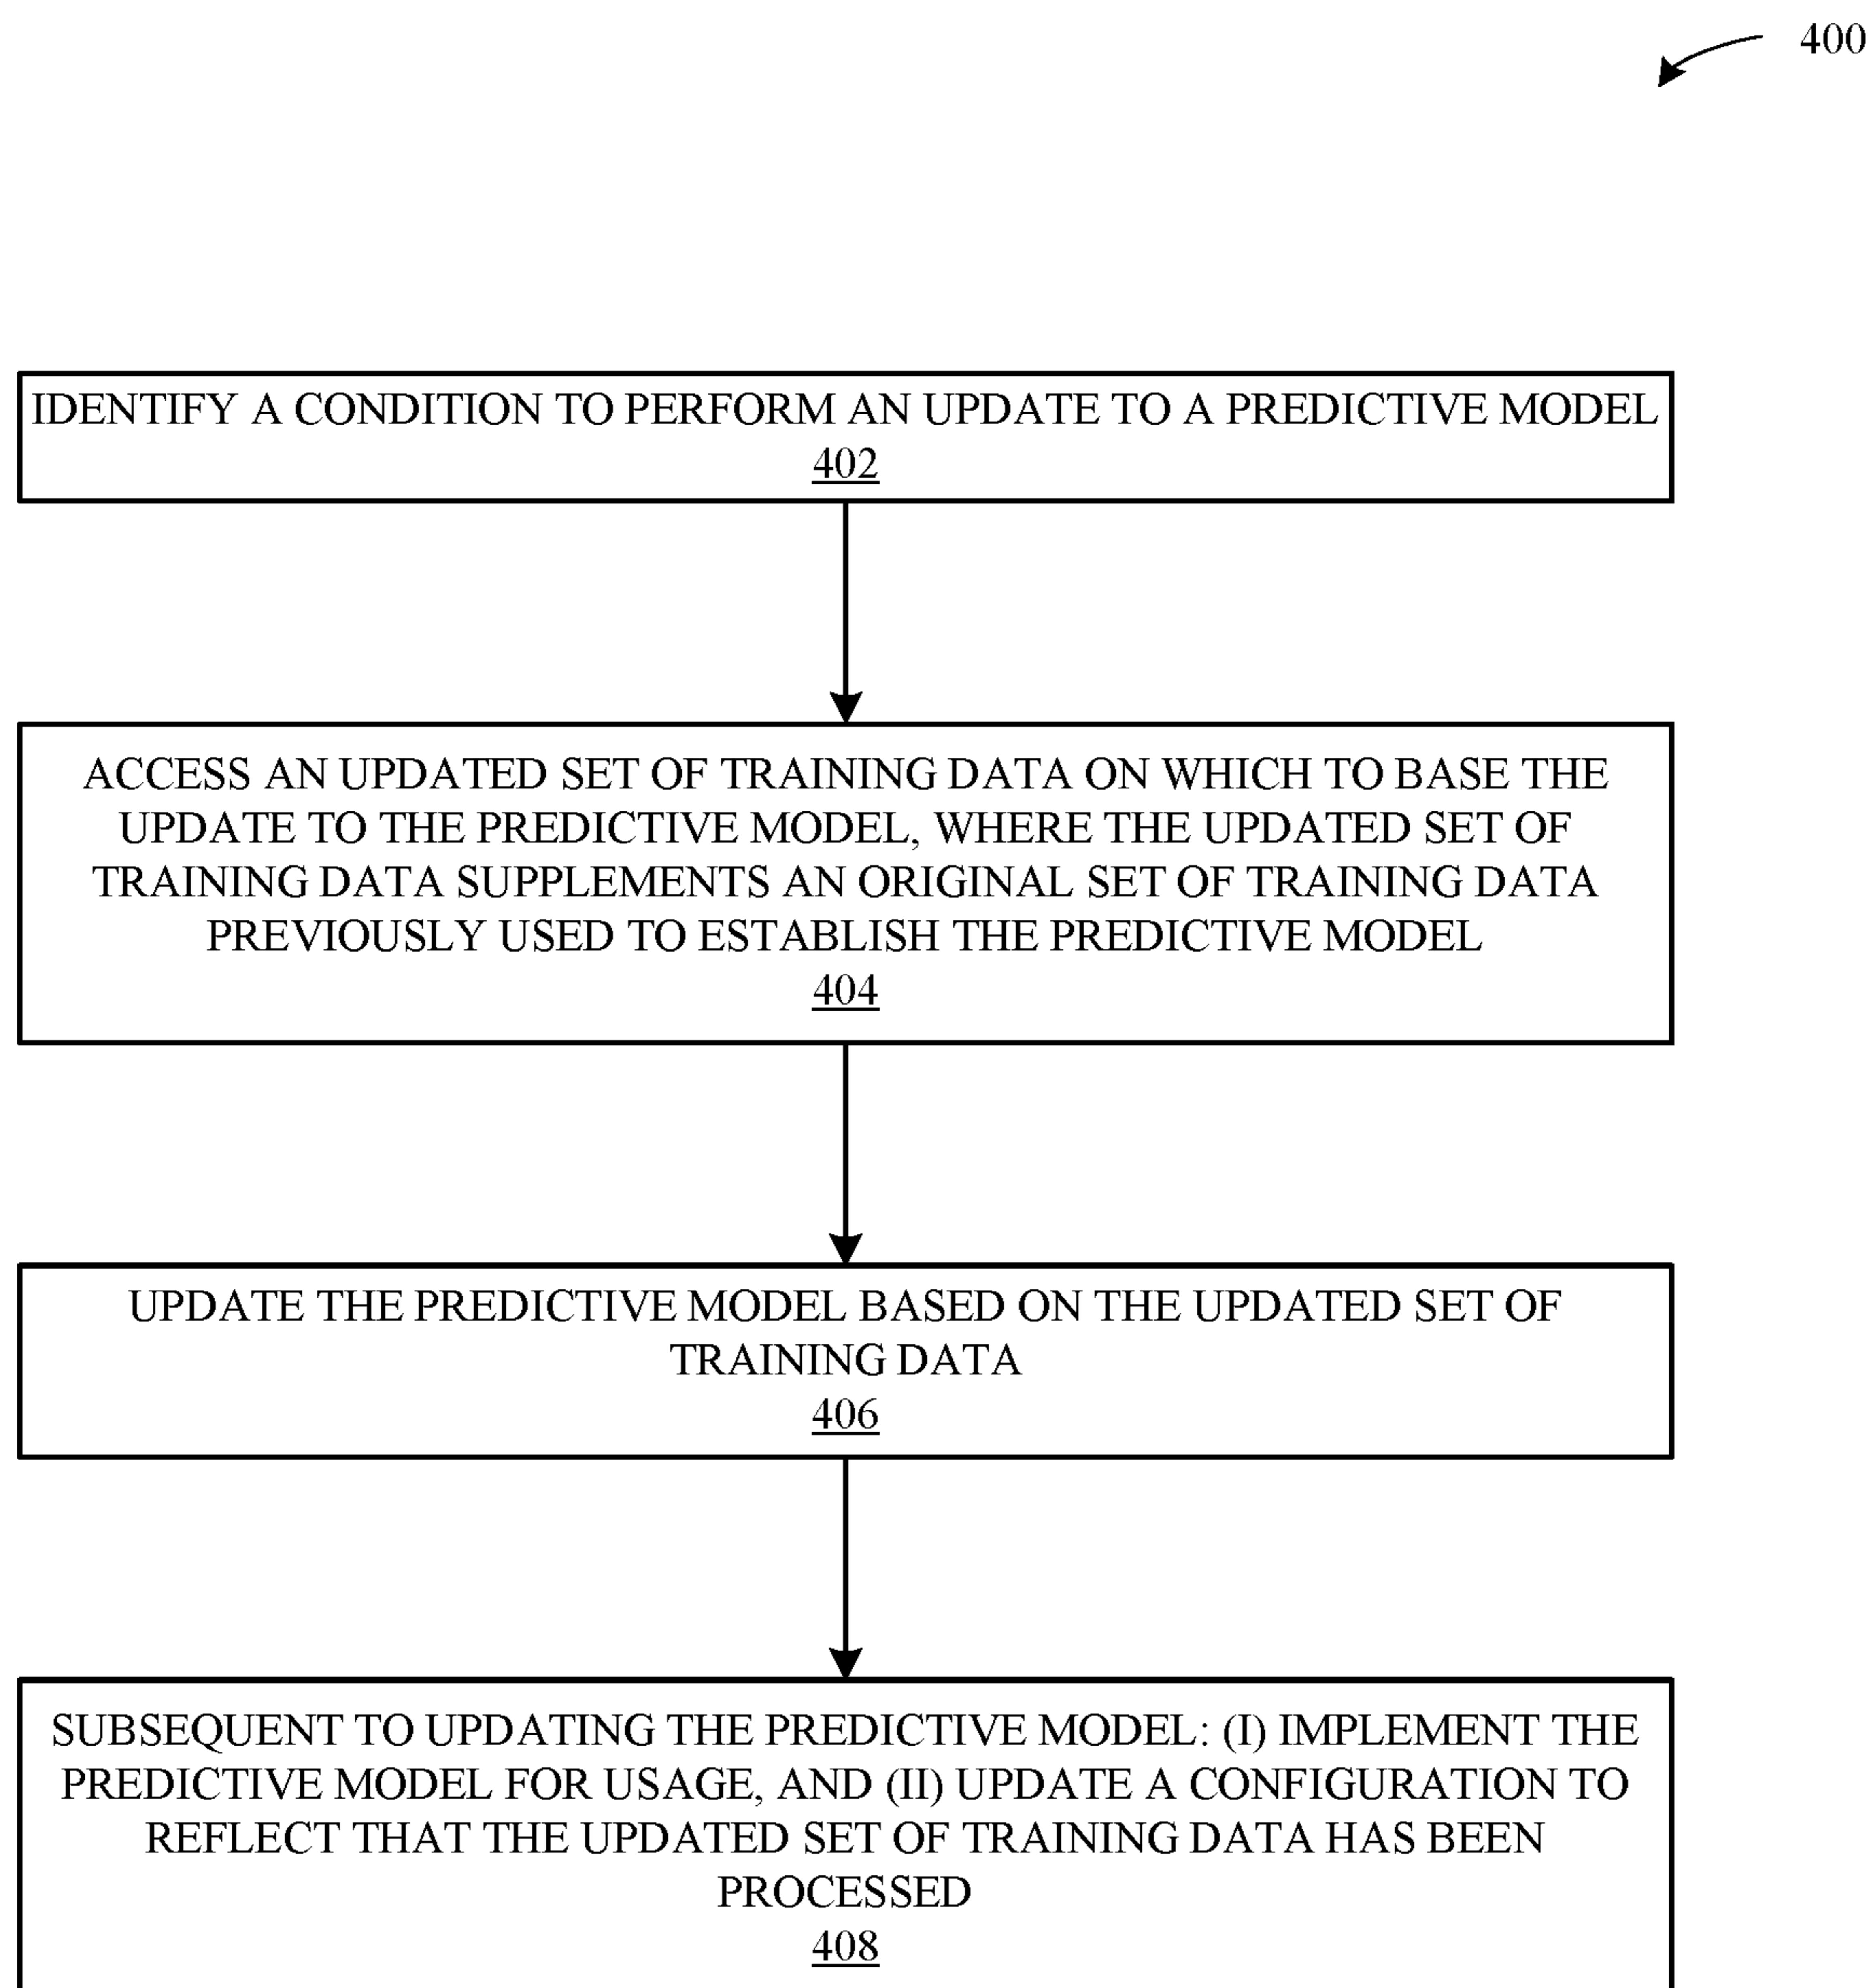 400
IDENTIFY A CONDITION TO PERFORM AN UPDATE TO A PREDICTIVE MODEL
402
ACCESS AN UPDATED SET OF TRAINING DATA ON WHICH TO BASE THE
UPDATE TO THE PREDICTIVE MODEL, WHERE THE UPDATED SET OF
TRAINING DATA SUPPLEMENTS AN ORIGINAL SET OF TRAINING DATA
PREVIOUSLY USED TO ESTABLISH THE PREDICTIVE MODEL
404
UPDATE THE PREDICTIVE MODEL BASED ON THE UPDATED SET OF
TRAINING DATA
406
SUBSEQUENT TO UPDATING THE PREDICTIVE MODEL: (I) IMPLEMENT THE
PREDICTIVE MODEL FOR USAGE, AND (II) UPDATE A CONFIGURATION TO
REFLECT THAT THE UPDATED SET OF TRAINING DATA HAS BEEN
PROCESSED
408